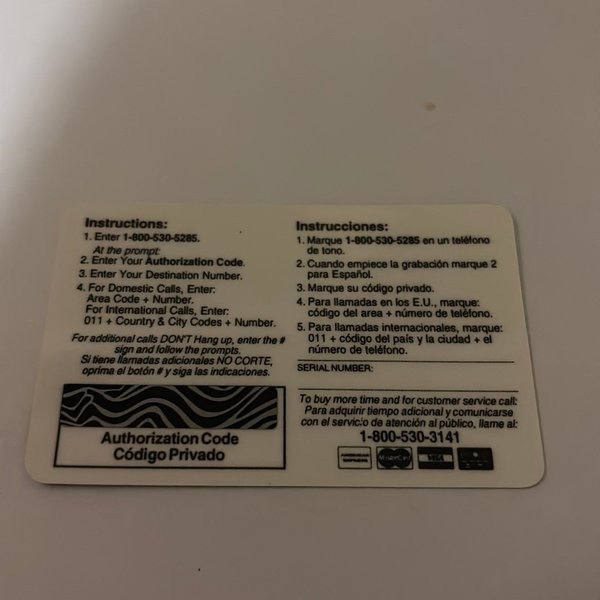 Instructions:
1. Enter 1-800-530-5285.
At the prompt:
2. Enter Your Authorization Code.
3. Enter Your Destination Number.
4. For Domestic Calls, Enter:
Area Code + Number.
For International Calls, Enter:
011 + Country & City Codes + Number.
For additional calls DON'T Hang up, enter the #
sign and follow the prompts.
Si tiene llamadas adicionales NO CORTE,
oprima el botón # y siga las indicaciones.
Authorization Code
Código Privado
Instrucciones:
1. Marque 1-800-530-5285 en un teléfono
de tono.
2. Cuando empiece la grabación marque 2
para Español.
3. Marque su código privado.
4. Para llamadas en los E.U., marque:
código del area + número de teléfono.
5. Para llamadas internacionales, marque:
011 + código del país y la ciudad + el
número de teléfono.
SERIAL NUMBER:
To buy more time and for customer service call:
Para adquirir tiempo adicional y comunicarse
con el servicio de atención al público, llame al:
1-800-530-3141
AMERICAN
EXPRESS
MasterCard
VISA